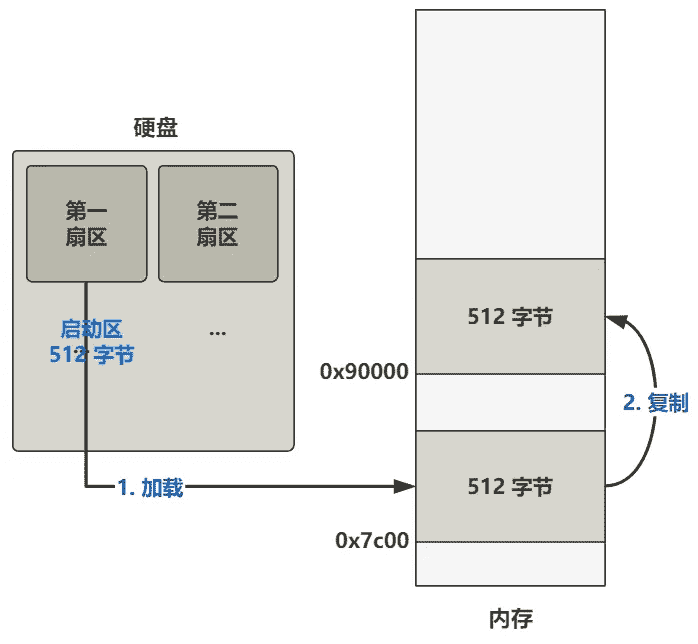 硬盘
第一
扇区
第二
扇区
启动区
512 字节
...
...
1. 加载
512 字节
0x90000
2. 复制
512 字节
0x7c00
内存